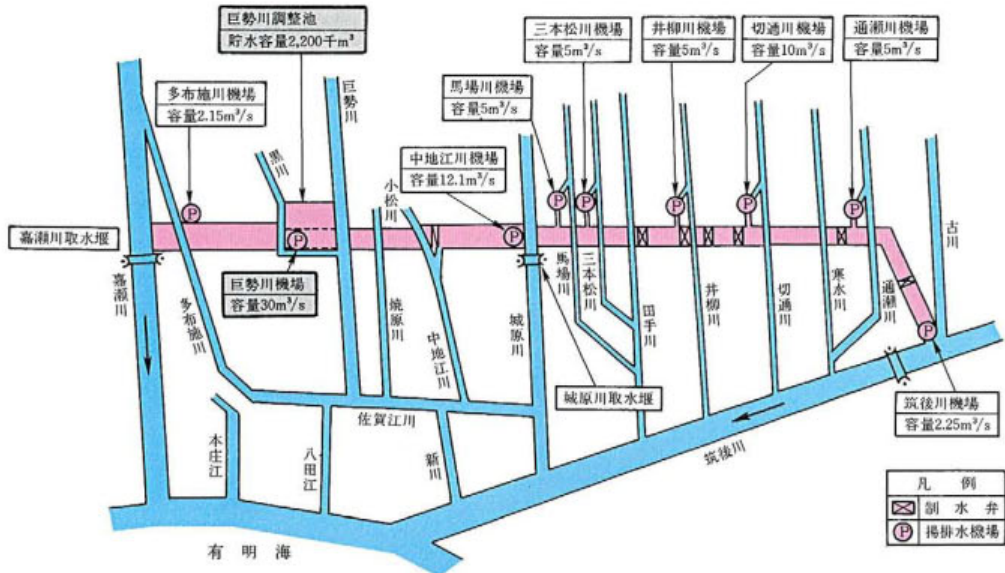 巨勢川調整池
貯水容量2,200千m³
三本松川機場
容量5m³/s
井柳川機場
容量5m³/s
切通川機場
容量10m³/s
通瀬川機場
容量5m³/s
多布施川機場
容量2.15m³/s
巨勢川
馬場川機場
容量5m³/s
黒川
小松川
中地江川機場
容量12.1m³/s
古川
嘉瀬川取水堰
嘉瀬川
多布施川
巨勢川機場
容量30m³/s
焼原川
中地江川
城原川
馬場川
三本松川
田手川
井柳川
切通川
寒水川
通瀬川
城原川取水堰
筑後川機場
容量2.25m³/s
佐賀江川
本庄江
八田江
新川
筑後川
有明海
凡例
制水弁
揚排水機場
P
P
P
P
P
P
P
P
P
P